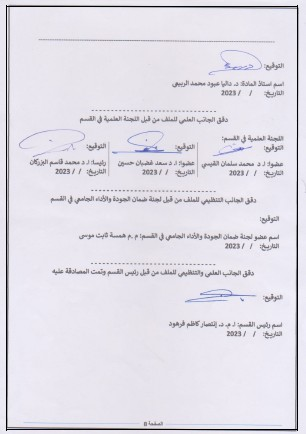 التوقيع:
اسم استاذ المادة: د. داليا عبود محمد الربيعي
التاريخ: / / 2023
دقق الجانب العلمي للملف من قبل اللجنة العلمية في القسم
اللجنة العلمية في القسم:
التوقيع: التوقيع: التوقيع:
عضوا: ا. د محمد سلمان القيسي عضوا: ا. د سعد غضبان حسين رئيسا: ا. د محمد قاسم الزركان
التاريخ: / / 2023 التاريخ: / / 2023 التاريخ: / / 2023
دقق الجانب التنظيمي للملف من قبل لجنة ضمان الجودة والأداء الجامعي في القسم
التوقيع:
اسم عضو لجنة ضمان الجودة والأداء الجامعي في القسم: م. م همسة ثابت موسى
التاريخ: / / 2023
دقق الجانب العلمي والتنظيمي للملف من قبل رئيس القسم وتمت المصادقة عليه
التوقيع:
اسم رئيس القسم: ا. م. د. إنتصار كاظم فرهود
التاريخ: / / 2023
الصفحة 8